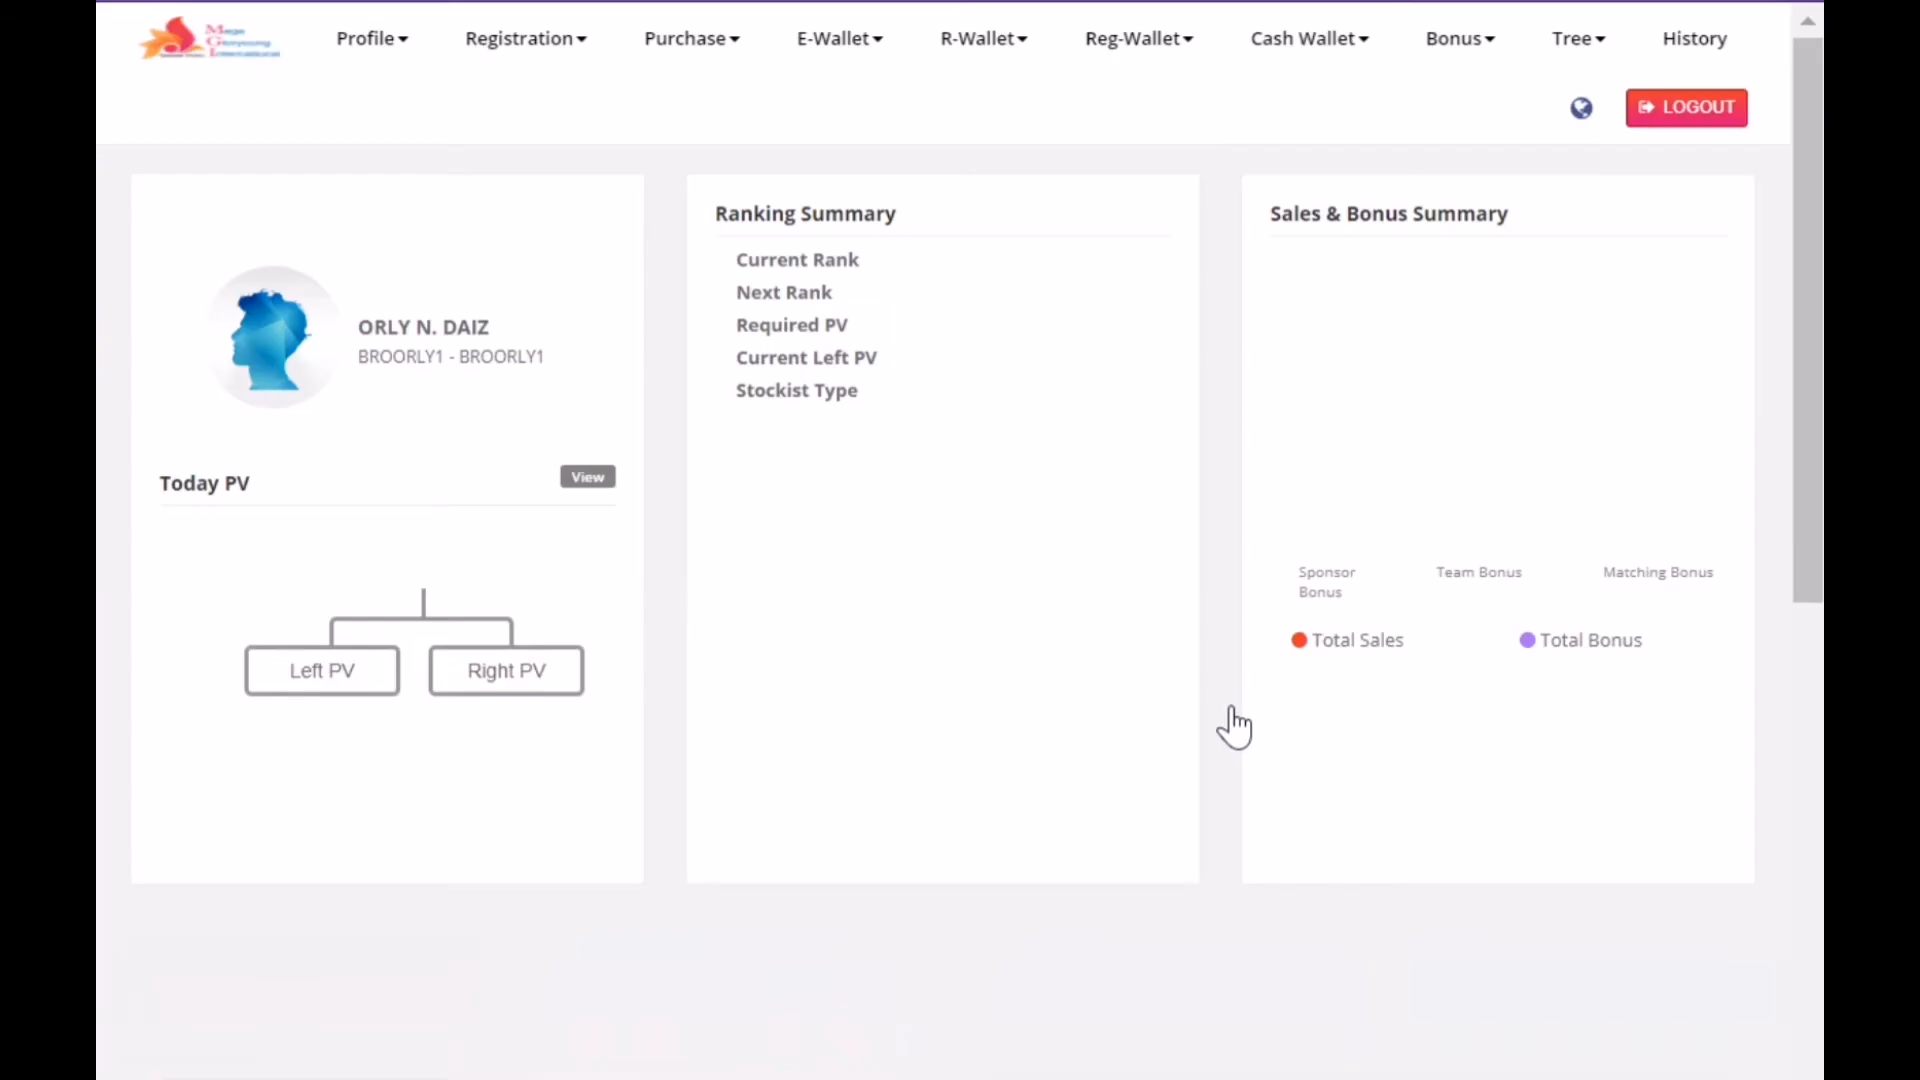 Profile
Registration
Purchase
E-Wallet
R-Wallet
Reg-Wallet
Cash Wallet
Bonus
Tree
History
LOGOUT
ORLY N. DAIZ
BROORLY1 - BROORLY1
Today PV
View
Left PV
Right PV
Ranking Summary
Current Rank
Next Rank
Required PV
Current Left PV
Stockist Type
Sales & Bonus Summary
Sponsor
Bonus
Team Bonus
Matching Bonus
Total Sales
Total Bonus